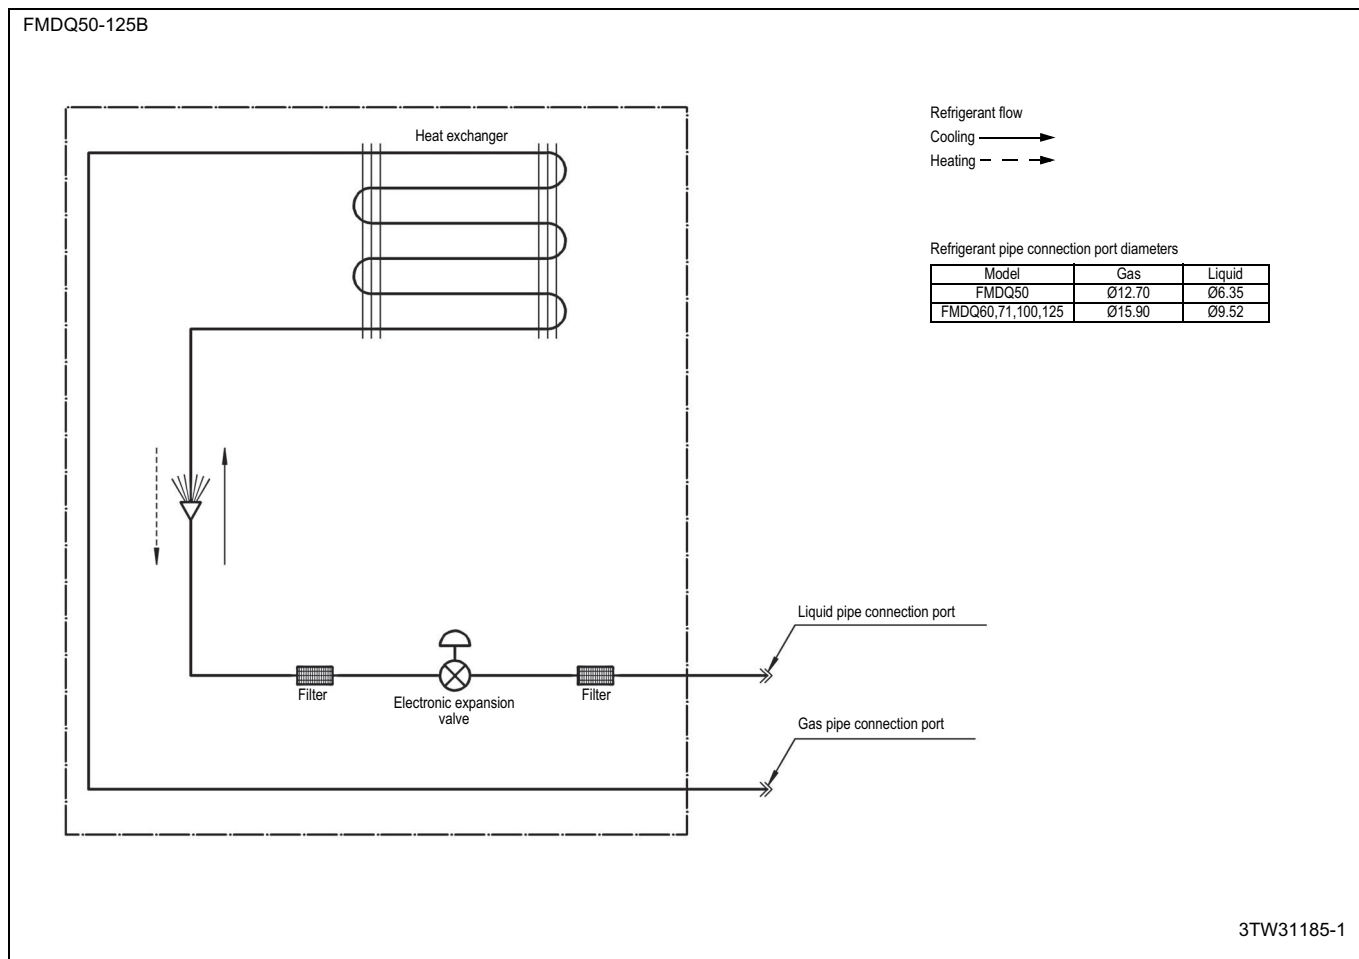 FMDQ50-125B
Heat exchanger
Refrigerant flow
Cooling
Heating
Refrigerant pipe connection port diameters
Model Gas Liquid
FMDQ50 Ø12.70 Ø6.35
FMDQ60,71,100,125 Ø15.90 Ø9.52
Liquid pipe connection port
Filter
Electronic expansion
valve
Filter
Gas pipe connection port
3TW31185-1